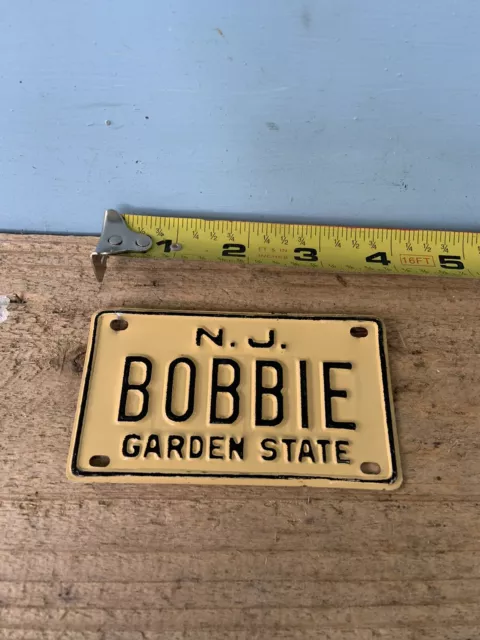 1 2 3 4 5
16FT
N.J.
BOBBIE
GARDEN STATE